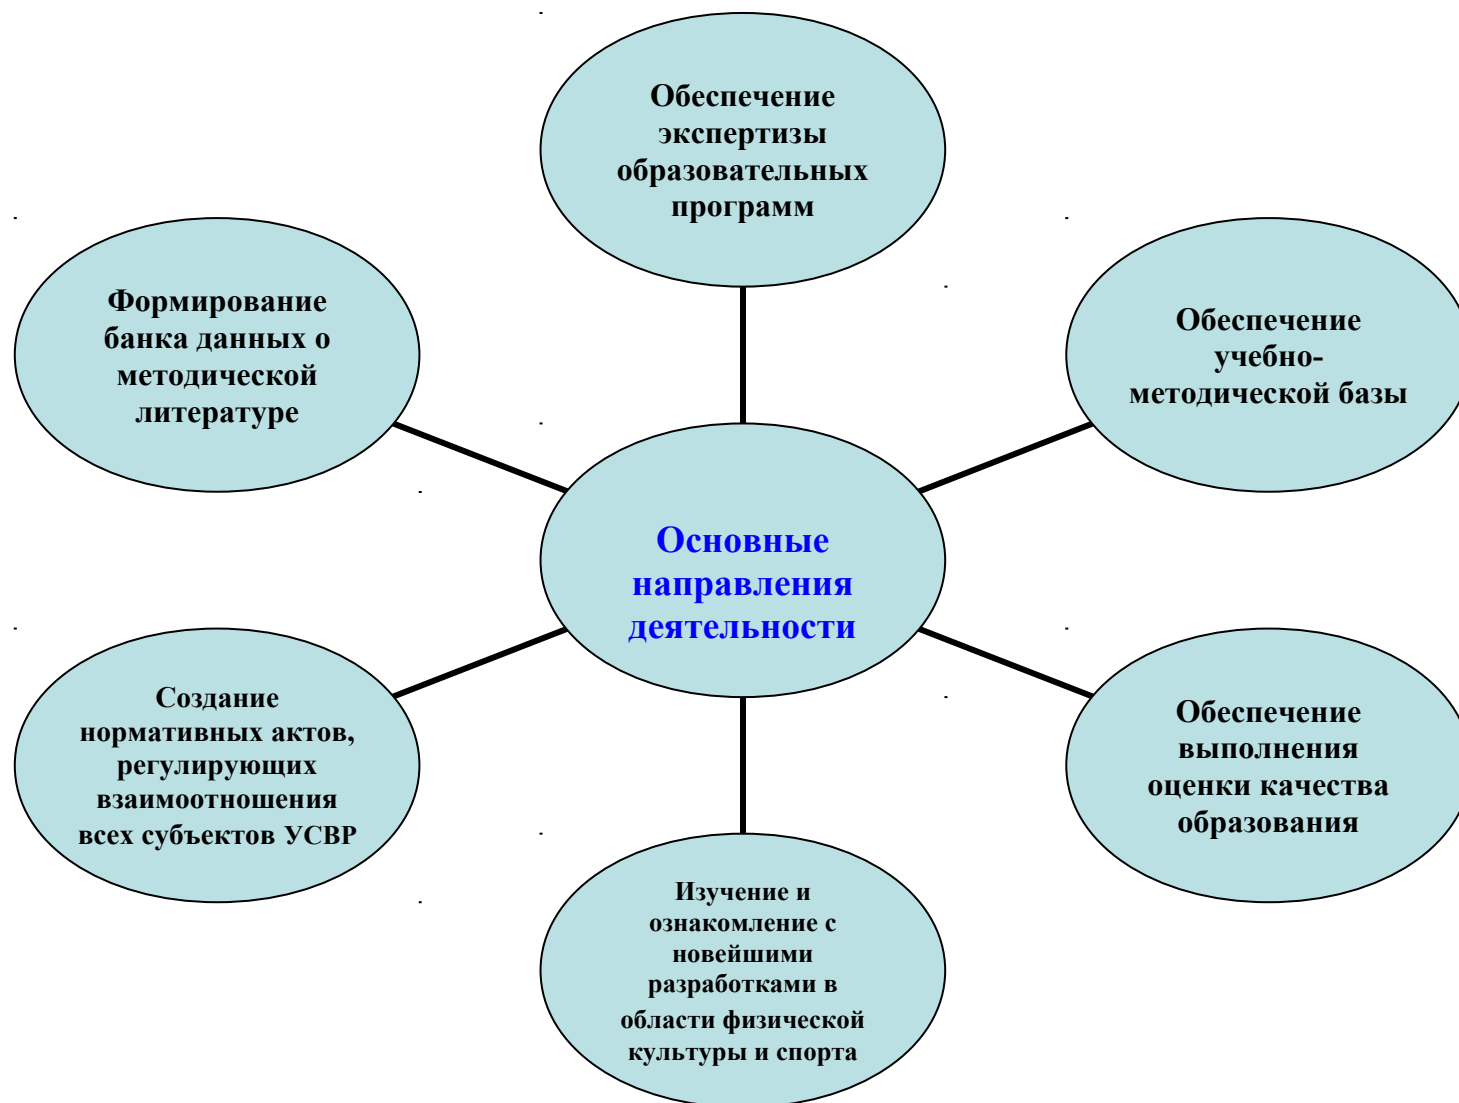 Обеспечение
экспертизы
образовательных
программ
Формирование
банка данных о
методической
литературе
Обеспечение
учебно-
методической базы
Основные
направления
деятельности
Создание
нормативных актов,
регулирующих
взаимоотношения
всех субъектов УСВР
Обеспечение
выполнения
оценки качества
образования
Изучение и
ознакомление с
новейшими
разработками в
области физической
культуры и спорта